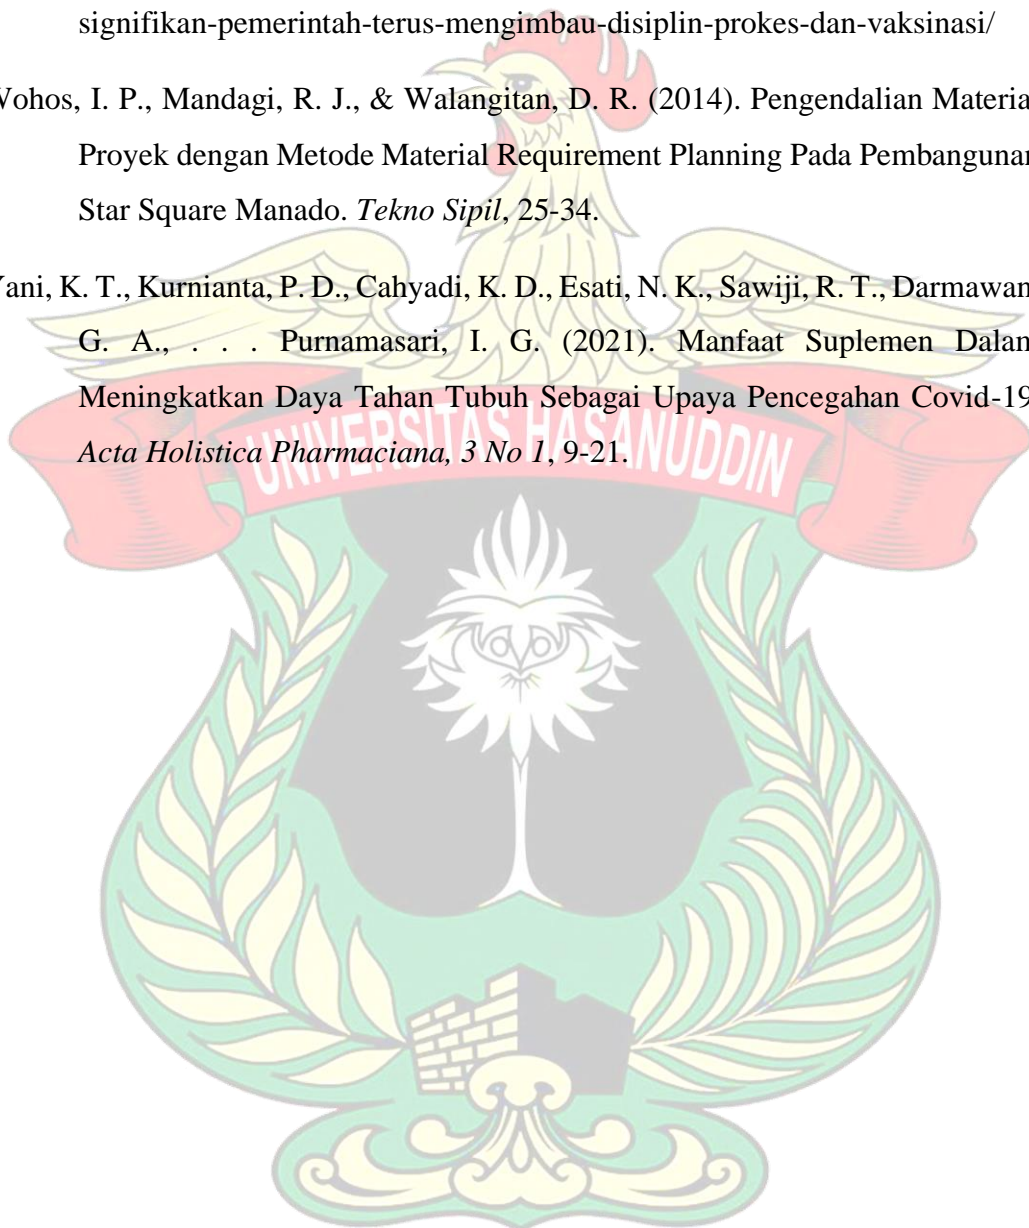 signifikan-pemerintah-terus-mengimbau-disiplin-prokes-dan-vaksinasi/
Wohos, I. P., Mandagi, R. J., & Walangitan, D. R. (2014). Pengendalian Materia
Proyek dengan Metode Material Requirement Planning Pada Pembangunan
Star Square Manado. Tekno Sipil, 25-34.
Yani, K. T., Kurnianta, P. D., Cahyadi, K. D., Esati, N. K., Sawiji, R. T., Darmawan
G. A., . . . Purnamasari, I. G. (2021). Manfaat Suplemen Dalam
Meningkatkan Daya Tahan Tubuh Sebagai Upaya Pencegahan Covid-19
Acta Holistica Pharmaciana, 3 No 1, 9-21.
UNIVERSITAS HASANUDDIN